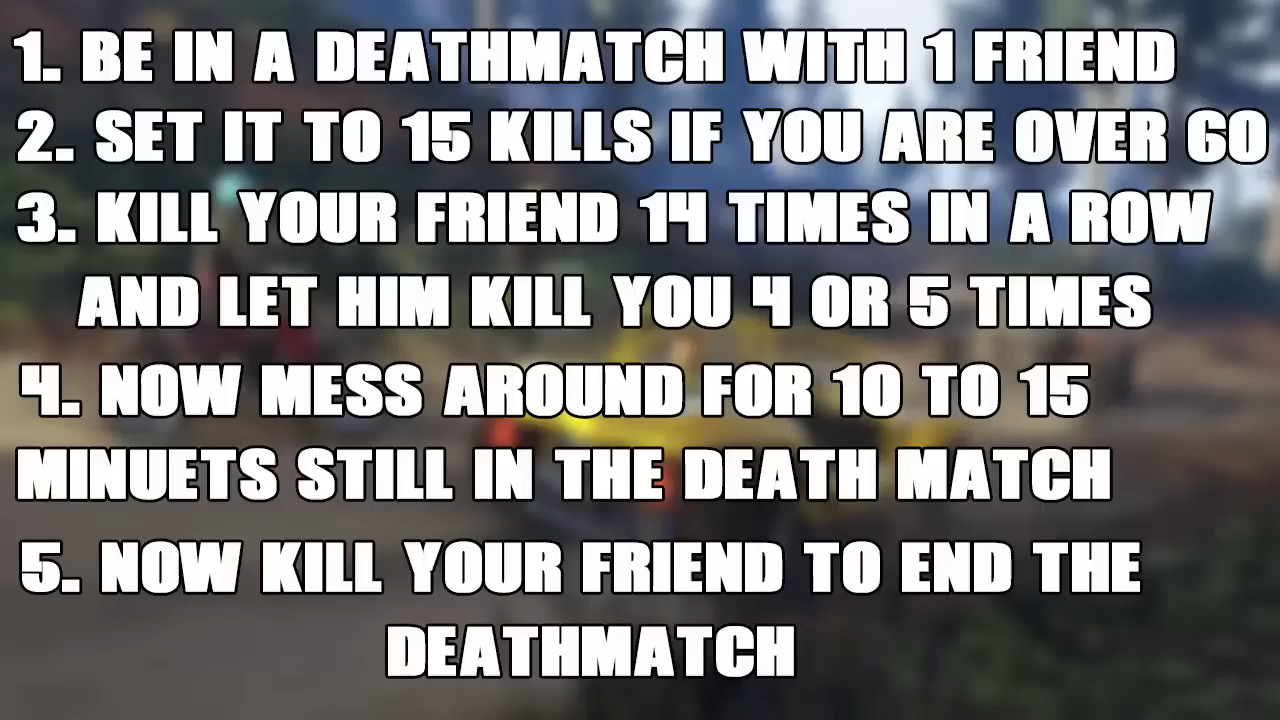 1. BE IN A DEATHMATCH WITH 1 FRIEND
2. SET IT TO 15 KILLS IF YOU ARE OVER 60
3. KILL YOUR FRIEND 14 TIMES IN A ROW
AND LET HIM KILL YOU 4 OR 5 TIMES
4. NOW MESS AROUND FOR 10 TO 15
MINUETS STILL IN THE DEATH MATCH
5. NOW KILL YOUR FRIEND TO END THE
DEATHMATCH